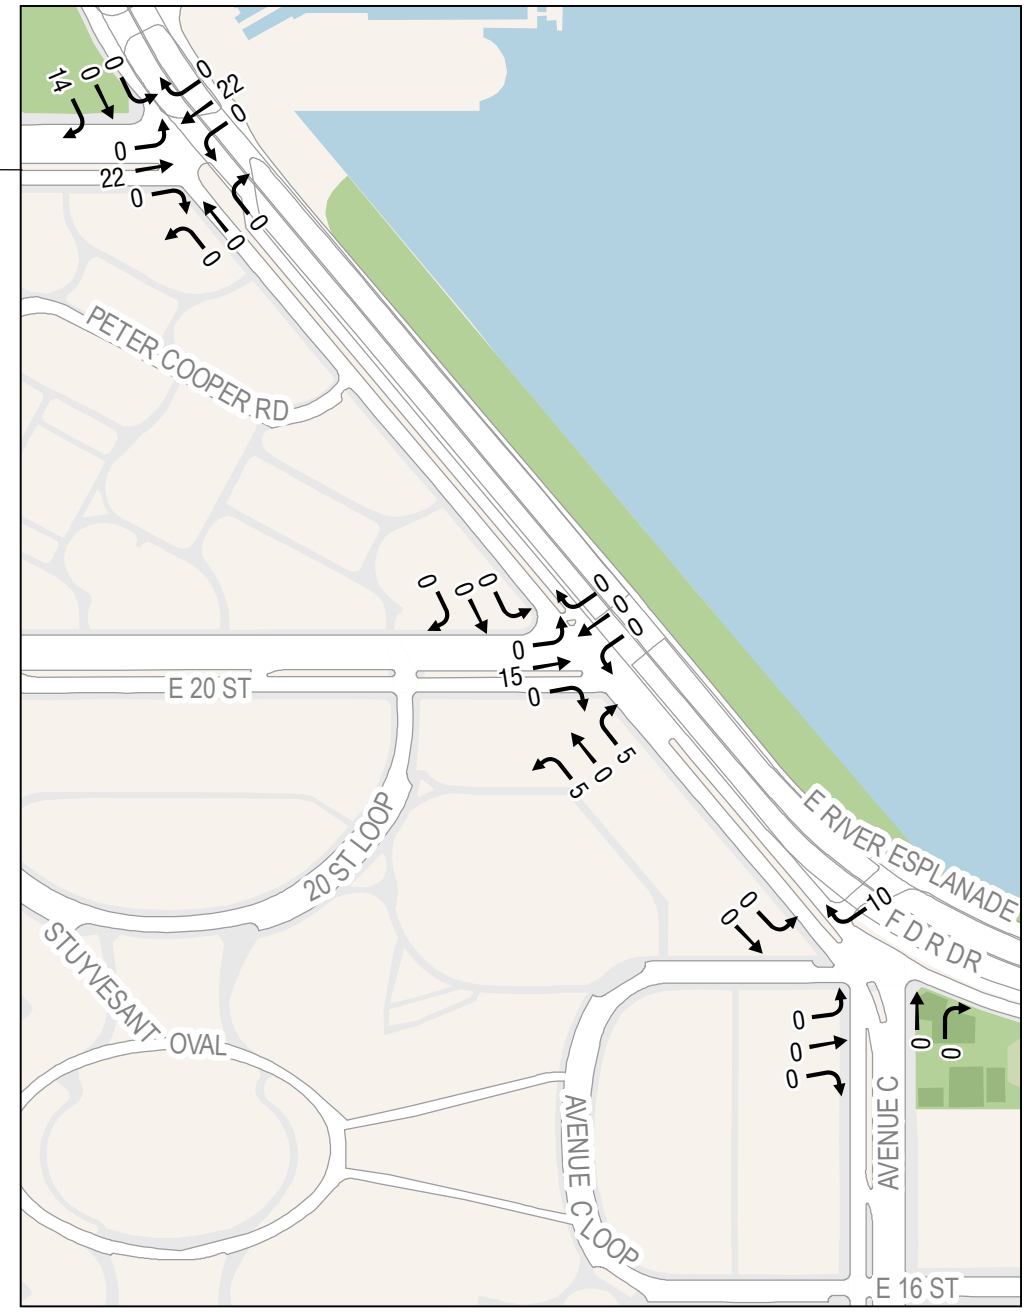 14 0 0 0
22
0
0
22
0
0
0
0
PETER COOPER RD
0 0 0 0
0
0
0
15
0
E 20 ST
5
0
5
20 ST LOOP
E RIVER ESPLANADE
0 0 10
F D R DR
STUYVESANT OVAL
0
0
0
0 0
AVENUE C
AVENUE C LOOP
E 16 ST